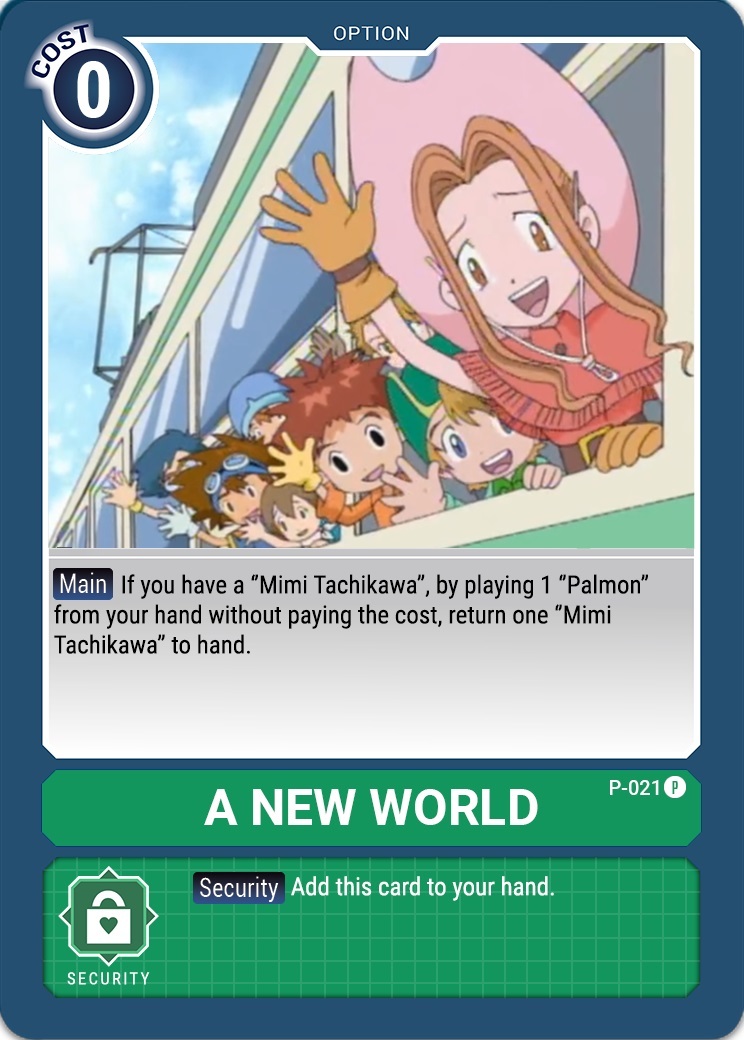 OPTION
COST
0
Main If you have a “Mimi Tachikawa”, by playing 1 “Palmon”
from your hand without paying the cost, return one “Mimi
Tachikawa” to hand.
P-021 P
A NEW WORLD
Security Add this card to your hand.
SECURITY